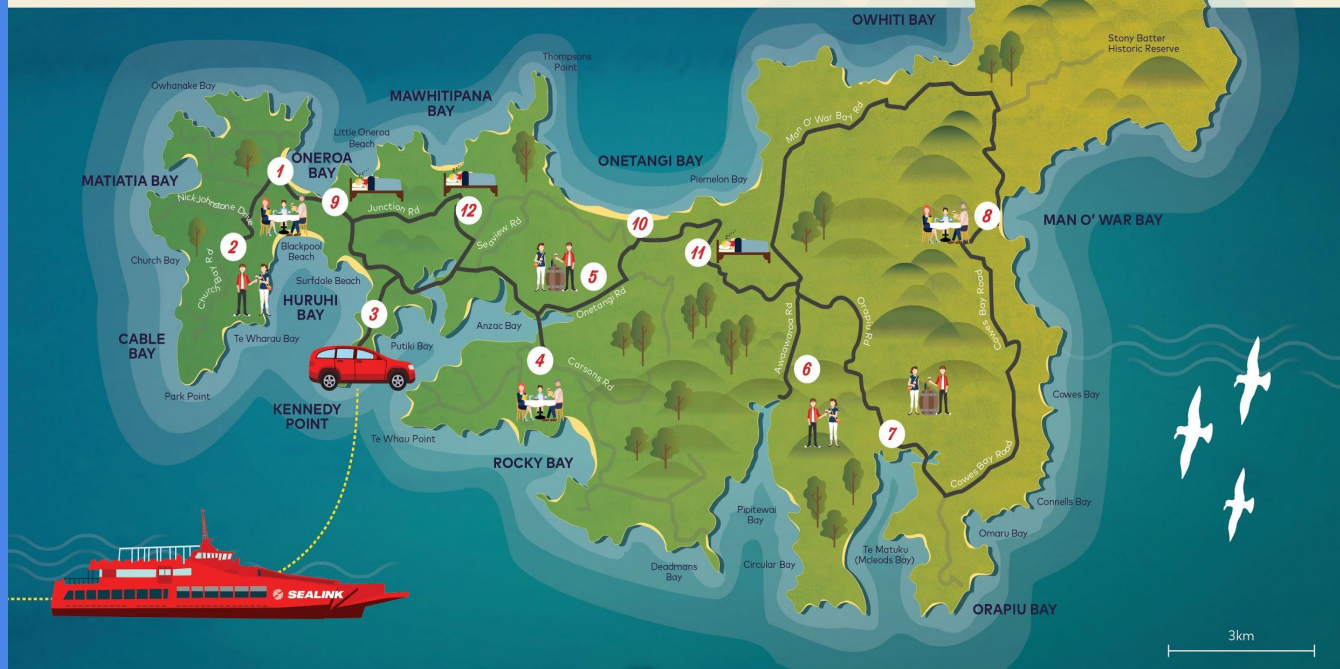 OWHITI BAY
Stony Batter
Historic Reserve
Thompsons
Point
Owhanake Bay
MAWHITIPANA
BAY
Man O' War Bay Rd
Little Oneroa
Beach
ONEROA
BAY
1
ONETANGI BAY
MATIATIA BAY
Piemelon Bay
9
Nick Johnstone Drive
Junction Rd
12
10
8
MAN O' WAR BAY
Seaview Rd
2
Blackpool
Beach
11
Church Bay
Church Bay Rd
Surfdale Beach
5
HURUHI
BAY
3
Onetangi Rd
Cowes Bay Road
Orapiu Rd
Awaawaroa Rd
Anzac Bay
CABLE
BAY
Te Wharau Bay
Putiki Bay
4
Carsons Rd
6
Park Point
KENNEDY
POINT
Cowes Bay
Te Whau Point
7
ROCKY BAY
Cowes Bay Road
Connells Bay
Pipitewai
Bay
Omaru Bay
Te Matuku
(Mcleods Bay)
Circular Bay
Deadmans
Bay
SEALINK
ORAPIU BAY
3km